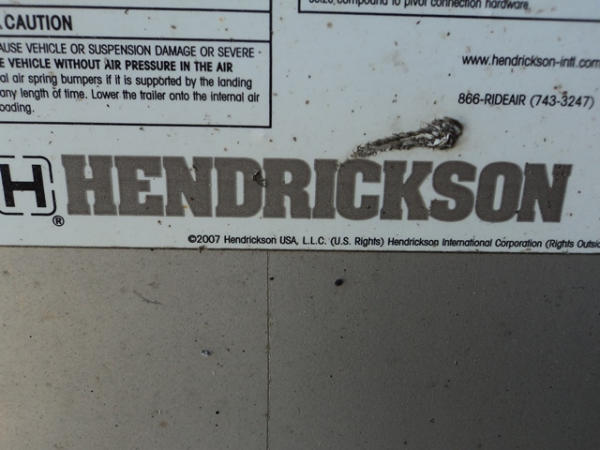 compound to pivot connection hardware.
CAUTION
AUSE VEHICLE OR SUSPENSION DAMAGE OR SEVERE
E VEHICLE WITHOUT AIR PRESSURE IN THE AIR
al air spring bumpers if it is supported by the landing
any length of time. Lower the trailer onto the internal air
oading.
www.hendrickson-intl.com
866-RIDEAIR (743-3247)
H HENDRICKSON
®
©2007 Hendrickson USA, L.L.C. (U.S. Rights) Hendrickson International Corporation (Rights Outsid